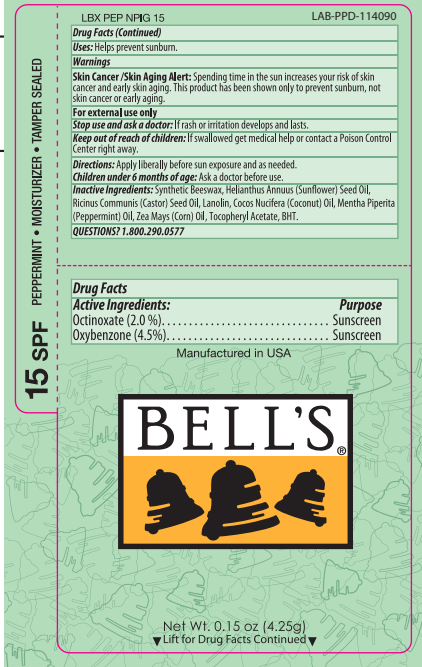 LBX PEP NPIG 15
LAB-PPD-114090
Drug Facts (Continued)
Uses: Helps prevent sunburn.
Warnings
Skin Cancer/Skin Aging Alert: Spending time in the sun increases your risk of skin
cancer and early skin aging. This product has been shown only to prevent sunburn, not
skin cancer or early aging.
For external use only
Stop use and ask a doctor: If rash or irritation develops and lasts.
Keep out of reach of children: If swallowed get medical help or contact a Poison Control
Center right away.
Directions: Apply liberally before sun exposure and as needed.
Children under 6 months of age: Ask a doctor before use.
Inactive Ingredients: Synthetic Beeswax, Helianthus Annuus (Sunflower) Seed Oil,
Ricinus Communis (Castor) Seed Oil, Lanolin, Cocos Nucifera (Coconut) Oil, Mentha Piperita
(Peppermint) Oil, Zea Mays (Corn) Oil, Tocopheryl Acetate, BHT.
QUESTIONS? 1.800.290.0577
15 SPF PEPPERMINT • MOISTURIZER • TAMPER SEALED
Drug Facts
Active Ingredients: Purpose
Octinoxate (2.0 %)............................ Sunscreen
Oxybenzone (4.5%)............................ Sunscreen
Manufactured in USA
BELL'S®
Net Wt. 0.15 oz (4.25g)
▼Lift for Drug Facts Continued▼